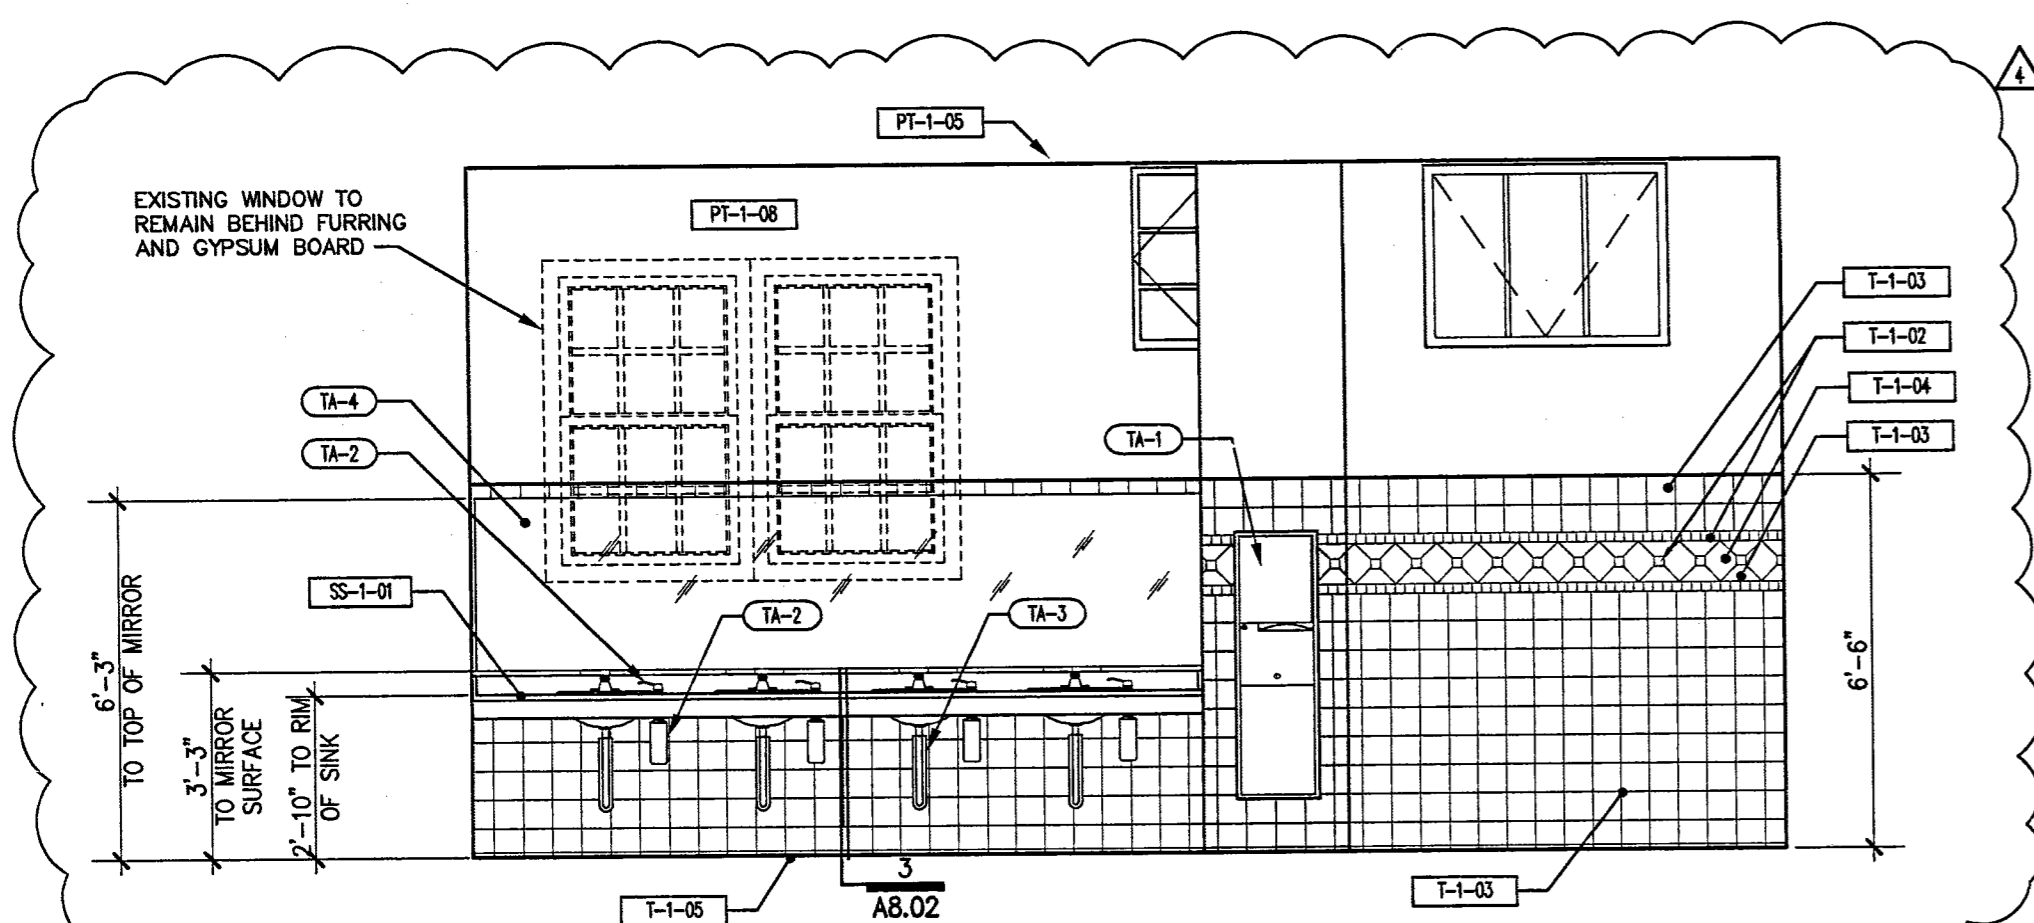 4
PT-1-05
EXISTING WINDOW TO
REMAIN BEHIND FURRING
AND GYPSUM BOARD
PT-1-08
T-1-03
T-1-02
T-1-04
T-1-03
TA-4
TA-2
TA-1
SS-1-01
TA-2
TA-3
6'-3"
TO TOP OF MIRROR
3'-3"
TO MIRROR
SURFACE
2'-10" TO RIM
OF SINK
6'-6"
T-1-05
3
A8.02
T-1-03